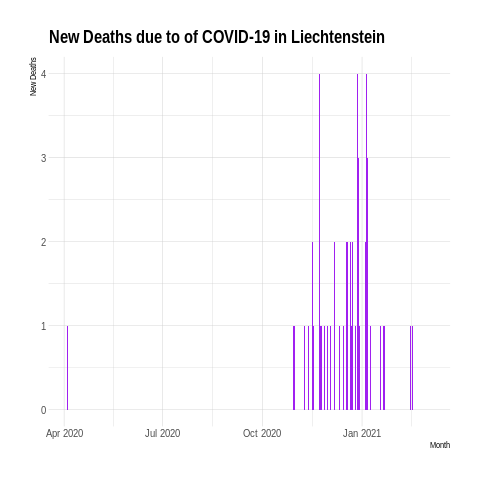 New Deaths due to of COVID-19 in Liechtenstein
New Deaths
4
3
2
1
0
Apr 2020
Jul 2020
Oct 2020
Jan 2021
Month